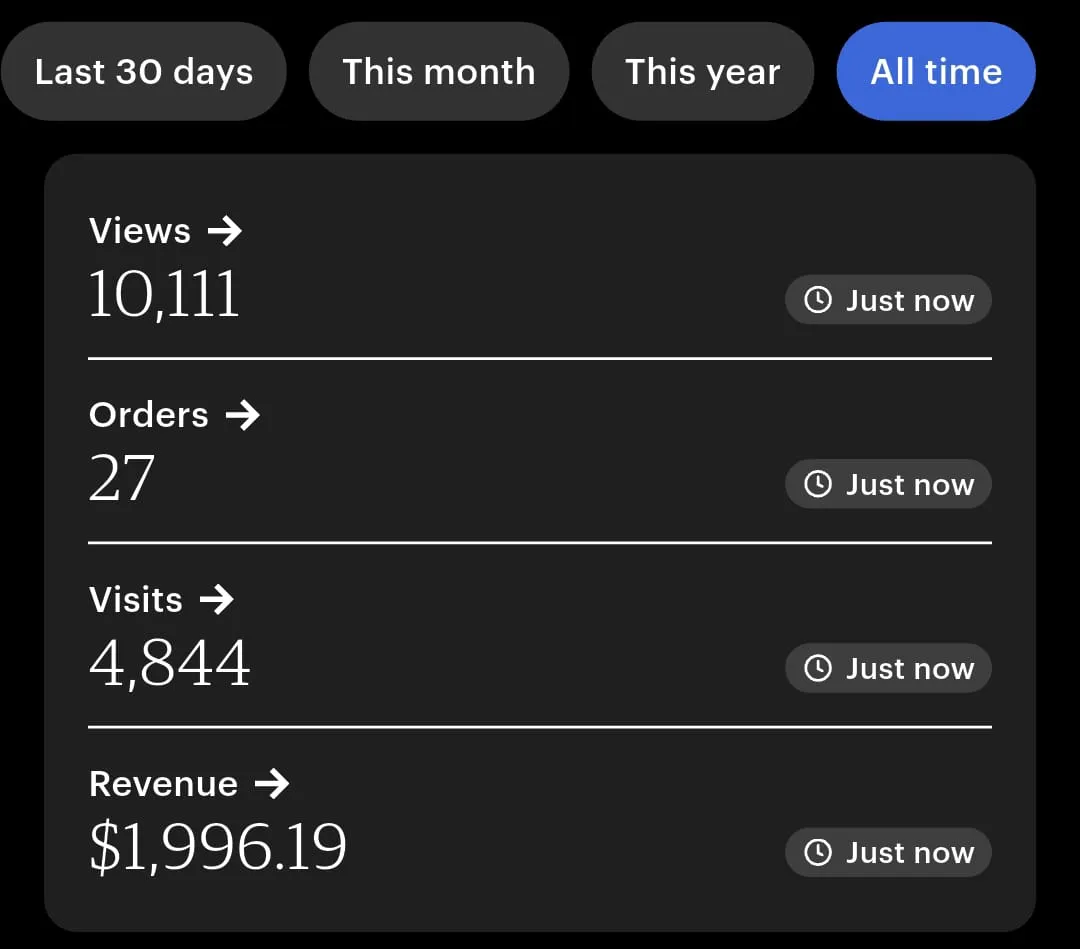 Last 30 days This month This year All time
Views →
10,111
Just now
Orders →
27
Just now
Visits →
4,844
Just now
Revenue →
$1,996.19
Just now